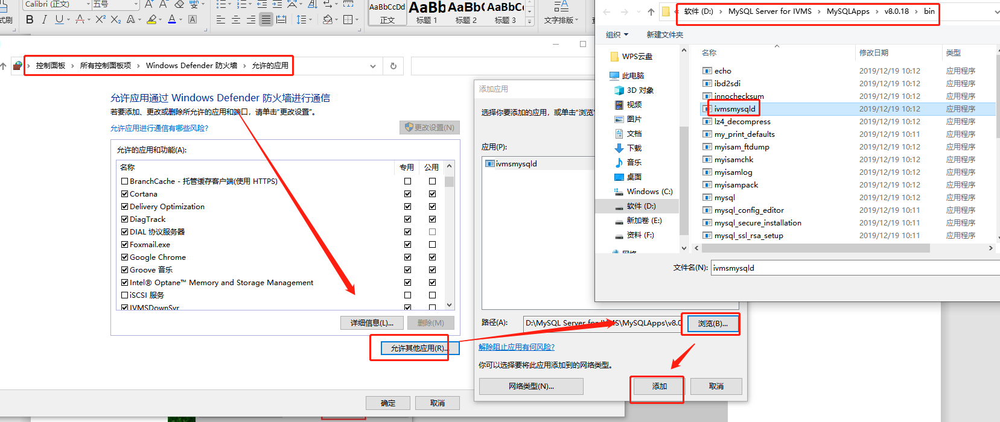 Calibri (正文)
五号
式刷
AaBbCcDd
AaBb
AaBb(
AaBbC
正文
标题 1
标题 2
标题 3
文字排版
控制面板 › 所有控制面板项 › Windows Defender 防火墙 › 允许的应用
允许应用通过 Windows Defender 防火墙进行通信
若要添加、更改或删除所允许的应用和端口，请单击“更改设置”。
允许应用进行通信有哪些风险?
更改设置(N)
允许的应用和功能(A):
名称 专用 公用
BranchCache - 托管缓存客户端(使用 HTTPS)
Cortana
Delivery Optimization
DiagTrack
DIAL 协议服务器
Foxmail.exe
Google Chrome
Groove 音乐
Intel® Optane™ Memory and Storage Management
iSCSI 服务
IVMSDownSvr
详细信息(L)...
删除(M)
允许其他应用(R)...
确定
取消
添加应用
选择你要添加的应用，或单击“浏览”
应用(P):
ivmsmysqld
路径(A):
D:\MySQL Server for IVMS\MySQLApps\v8.0
浏览(B)...
解除阻止应用有何风险?
你可以选择要将此应用添加到的网络类型。
网络类型(N)...
添加
取消
软件 (D:) › MySQL Server for IVMS › MySQLApps › v8.0.18 › bin
组织
新建文件夹
WPS云盘
此电脑
3D 对象
视频
图片
文档
下载
音乐
桌面
Windows (C:)
软件 (D:)
新加卷 (E:)
资料 (F:)
网络
名称 修改日期 类型
echo 2019/12/19 10:12 应用程序
ibd2sdi 2019/12/19 10:12 应用程序
innochecksum 2019/12/19 10:12 应用程序
ivmsmysqld 2019/12/19 10:12 应用程序
lz4_decompress 2019/12/19 10:12 应用程序
my_print_defaults 2019/12/19 10:11 应用程序
myisam_ftdump 2019/12/19 10:12 应用程序
myisamchk 2019/12/19 10:12 应用程序
myisamlog 2019/12/19 10:12 应用程序
myisampack 2019/12/19 10:12 应用程序
mysql 2019/12/19 10:12 应用程序
mysql_config_editor 2019/12/19 10:11 应用程序
mysql_secure_installation 2019/12/19 10:11 应用程序
mysql_ssl_rsa_setup 2019/12/19 10:11 应用程序
文件名(N): ivmsmysqld